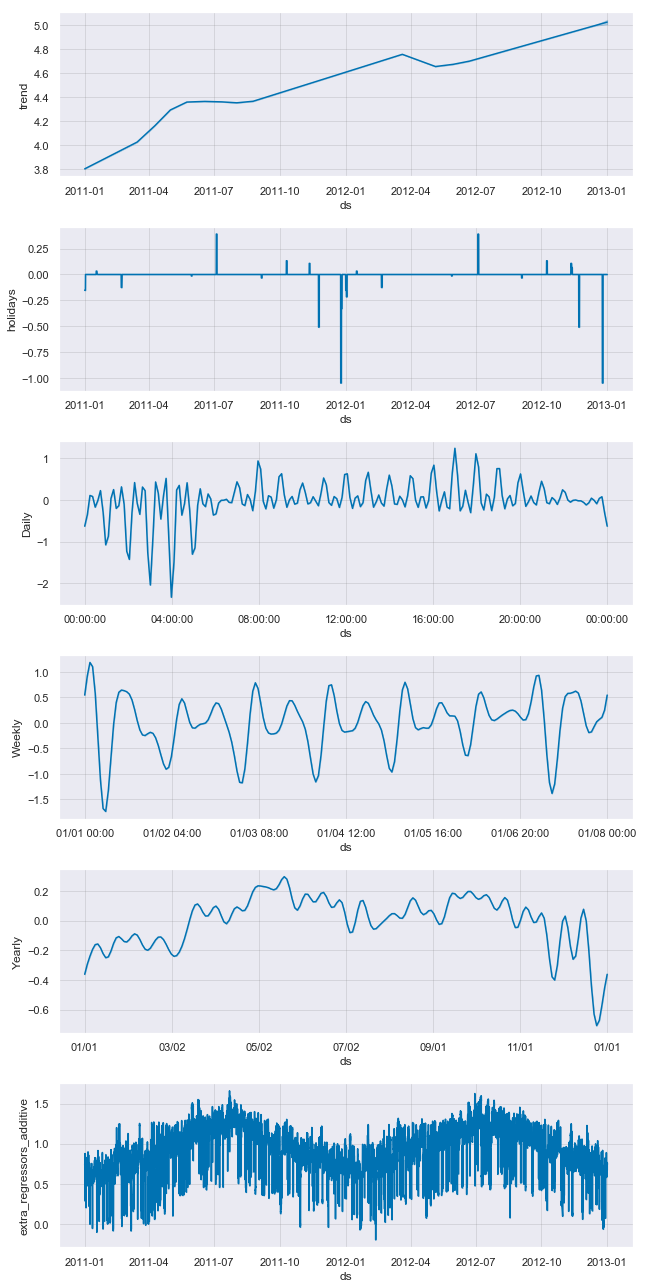 5.0
4.8
4.6
4.4
4.2
4.0
3.8
trend
2011-01 2011-04 2011-07 2011-10 2012-01 2012-04 2012-07 2012-10 2013-01
ds
0.25
0.00
−0.25
−0.50
−0.75
−1.00
holidays
2011-01 2011-04 2011-07 2011-10 2012-01 2012-04 2012-07 2012-10 2013-01
ds
1
0
−1
−2
Daily
00:00:00 04:00:00 08:00:00 12:00:00 16:00:00 20:00:00 00:00:00
ds
1.0
0.5
0.0
−0.5
−1.0
−1.5
Weekly
01/01 00:00 01/02 04:00 01/03 08:00 01/04 12:00 01/05 16:00 01/06 20:00 01/08 00:00
ds
0.2
0.0
−0.2
−0.4
−0.6
Yearly
01/01 03/02 05/02 07/02 09/01 11/01 01/01
ds
1.5
1.0
0.5
0.0
extra_regressors_additive
2011-01 2011-04 2011-07 2011-10 2012-01 2012-04 2012-07 2012-10 2013-01
ds